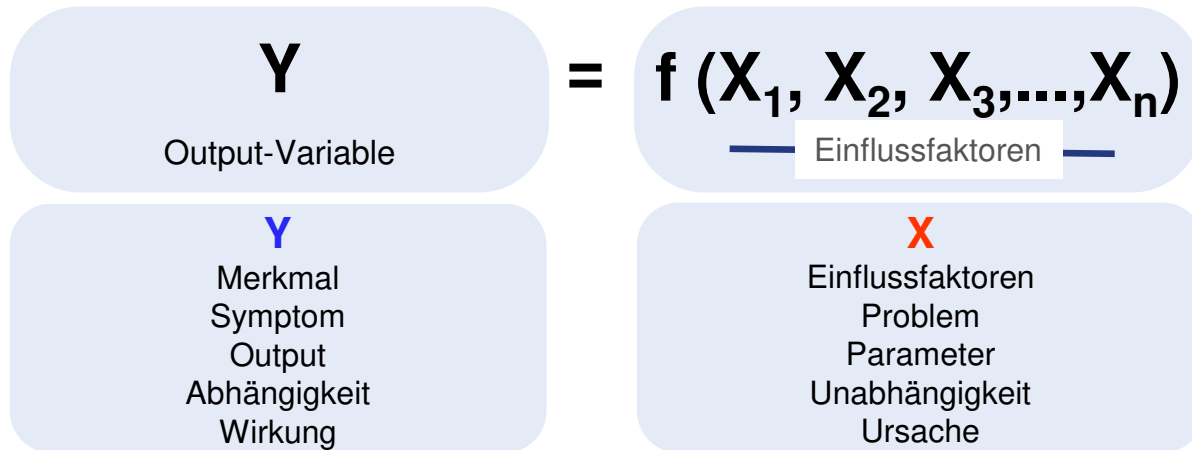 Y = f (X₁, X₂, X₃,...,Xₙ)
Output-Variable
Einflussfaktoren
Y
Merkmal
Symptom
Output
Abhängigkeit
Wirkung
X
Einflussfaktoren
Problem
Parameter
Unabhängigkeit
Ursache